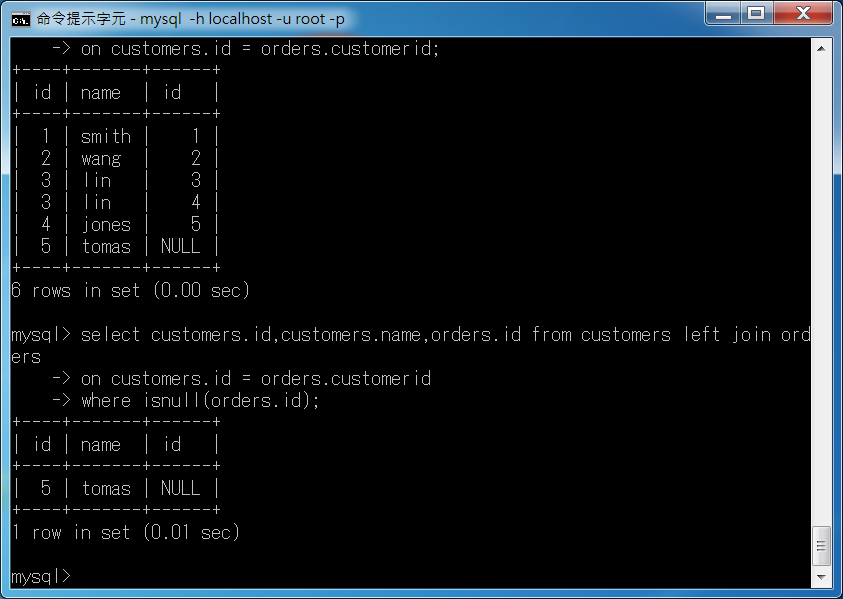 命令提示字元 - mysql  -h localhost -u root -p
    -> on customers.id = orders.customerid;
+----+-------+------+
| id | name  | id   |
+----+-------+------+
|  1 | smith |    1 |
|  2 | wang  |    2 |
|  3 | lin   |    3 |
|  3 | lin   |    4 |
|  4 | jones |    5 |
|  5 | tomas | NULL |
+----+-------+------+
6 rows in set (0.00 sec)
mysql> select customers.id,customers.name,orders.id from customers left join ord
ers
    -> on customers.id = orders.customerid
    -> where isnull(orders.id);
+----+-------+------+
| id | name  | id   |
+----+-------+------+
|  5 | tomas | NULL |
+----+-------+------+
1 row in set (0.01 sec)
mysql>